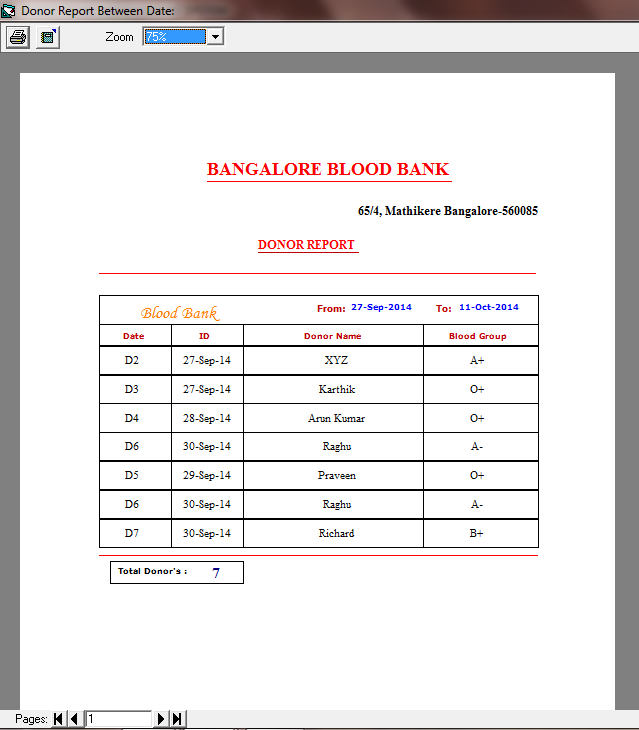 Donor Report Between Date:
Zoom 75%
BANGALORE BLOOD BANK
65/4, Mathikere Bangalore-560085
DONOR REPORT
Blood Bank From: 27-Sep-2014 To: 11-Oct-2014
Date ID Donor Name Blood Group
D2 27-Sep-14 XYZ A+
D3 27-Sep-14 Karthik O+
D4 28-Sep-14 Arun Kumar O+
D6 30-Sep-14 Raghu A-
D5 29-Sep-14 Praveen O+
D6 30-Sep-14 Raghu A-
D7 30-Sep-14 Richard B+
Total Donor's : 7
Pages: 1